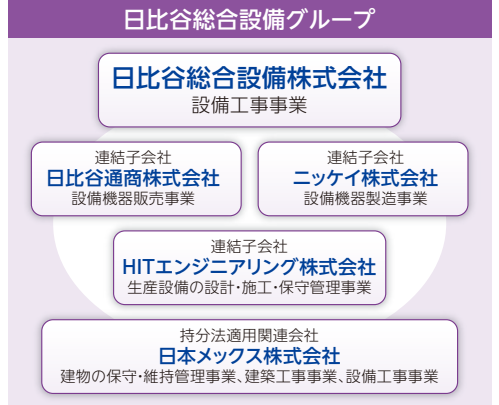 日比谷総合設備グループ
日比谷総合設備株式会社
設備工事事業
連結子会社
日比谷通商株式会社
設備機器販売事業
連結子会社
ニッケイ株式会社
設備機器製造事業
連結子会社
HITエンジニアリング株式会社
生産設備の設計・施工・保守管理事業
持分法適用関連会社
日本メックス株式会社
建物の保守・維持管理事業、建築工事事業、設備工事事業